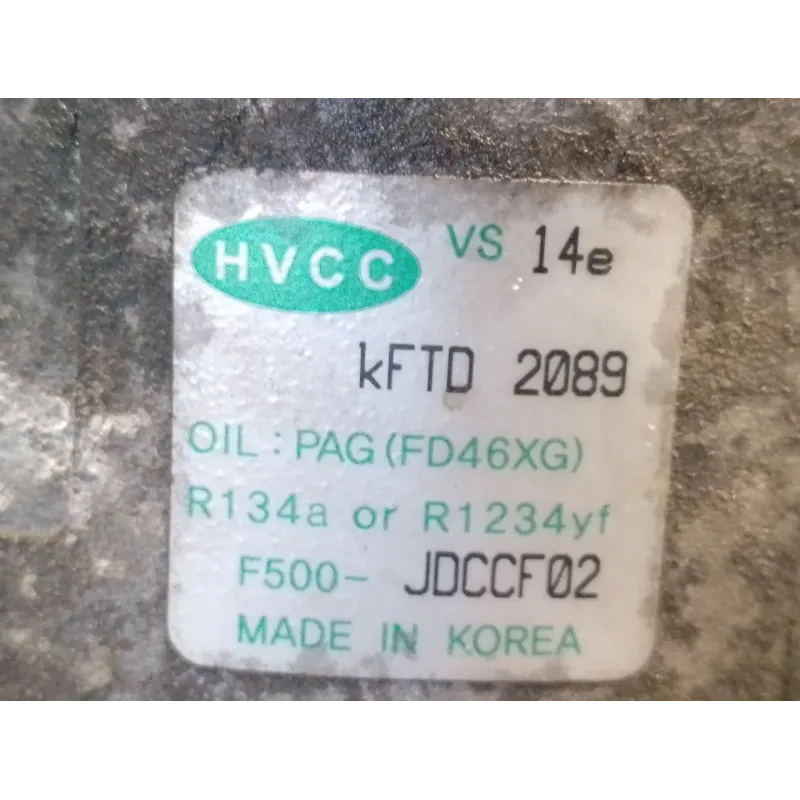 HVCC VS 14e
kFTD 2089
OIL : PAG (FD46XG)
R134a or R1234yf
F500- JDCCF02
MADE IN KOREA